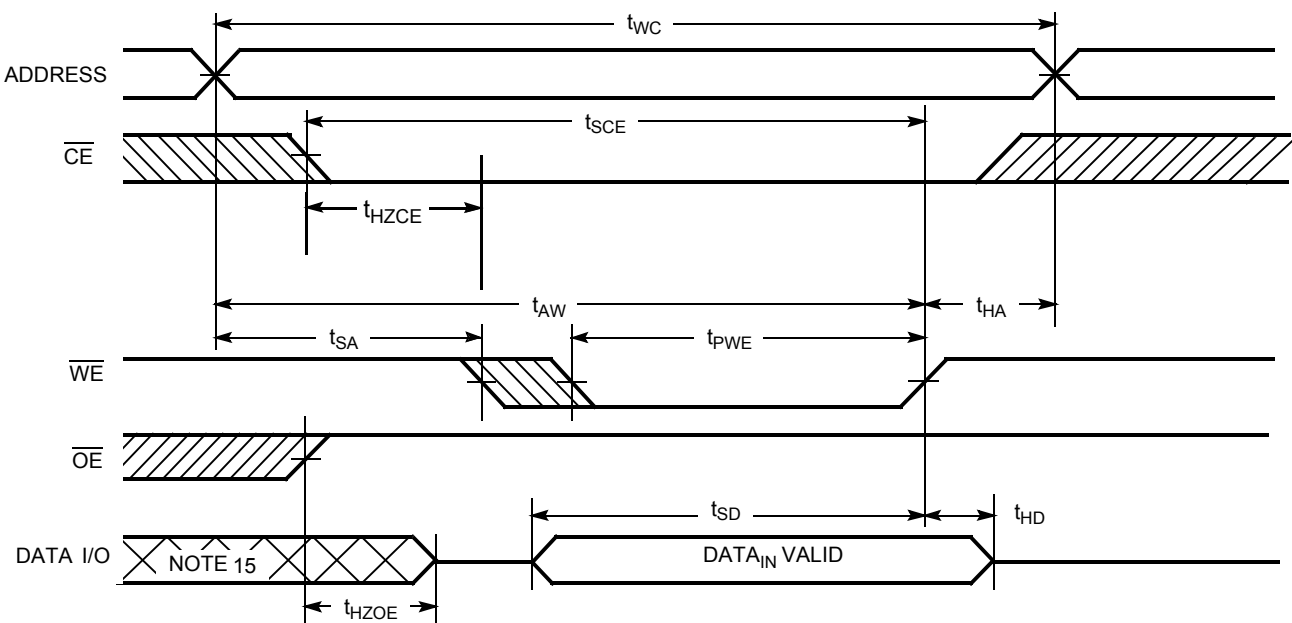 tWC
ADDRESS
tSCE
CE
tHZCE
tAW
tHA
tSA
tPWE
WE
OE
tSD
tHD
DATA I/O
NOTE 15
DATAIN VALID
tHZOE